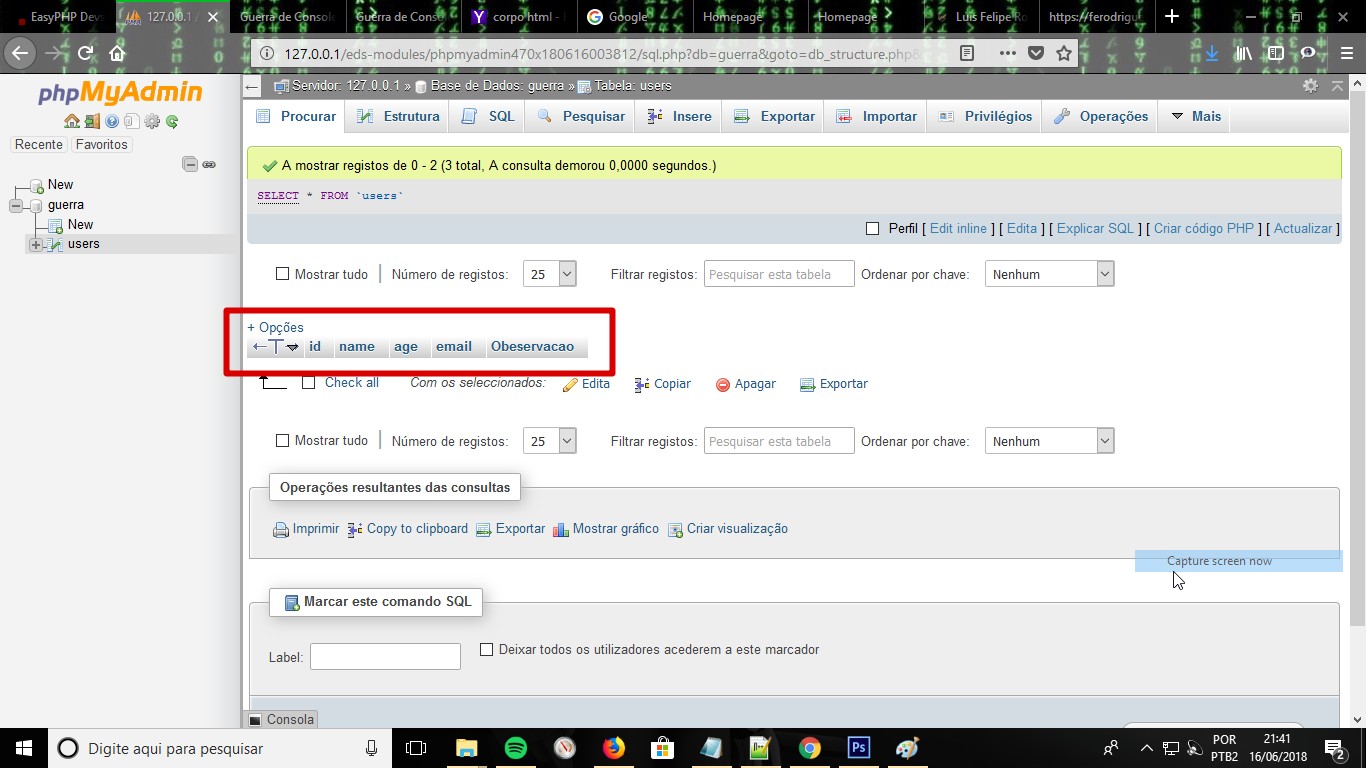 EasyPHP Devs
127.0.0.1 /
Guerra de Console
Guerra de Conso
corpo html - 
Google
Homepage
Homepage
Luis Felipe Ro
https://ferodrigu
127.0.0.1/eds-modules/phpmyadmin470x180616003812/sql.php?db=guerra&goto=db_structure.php&
phpMyAdmin
Recente Favoritos
New
guerra
New
users
Servidor: 127.0.0.1 » Base de Dados: guerra » Tabela: users
Procurar Estrutura SQL Pesquisar Insere Exportar Importar Privilégios Operações Mais
A mostrar registos de 0 - 2 (3 total, A consulta demorou 0,0000 segundos.)
SELECT * FROM `users`
Perfil [ Edit inline ] [ Edita ] [ Explicar SQL ] [ Criar código PHP ] [ Actualizar ]
Mostrar tudo | Número de registos: 25 Filtrar registos: Pesquisar esta tabela Ordenar por chave: Nenhum
+ Opções
←T→ id name age email Obeservacao
Check all Com os seleccionados: Edita Copiar Apagar Exportar
Mostrar tudo | Número de registos: 25 Filtrar registos: Pesquisar esta tabela Ordenar por chave: Nenhum
Operações resultantes das consultas
Imprimir Copy to clipboard Exportar Mostrar gráfico Criar visualização
Capture screen now
Marcar este comando SQL
Label: Deixar todos os utilizadores acederem a este marcador
Consola
Digite aqui para pesquisar
POR
PTB2
21:41
16/06/2018
2